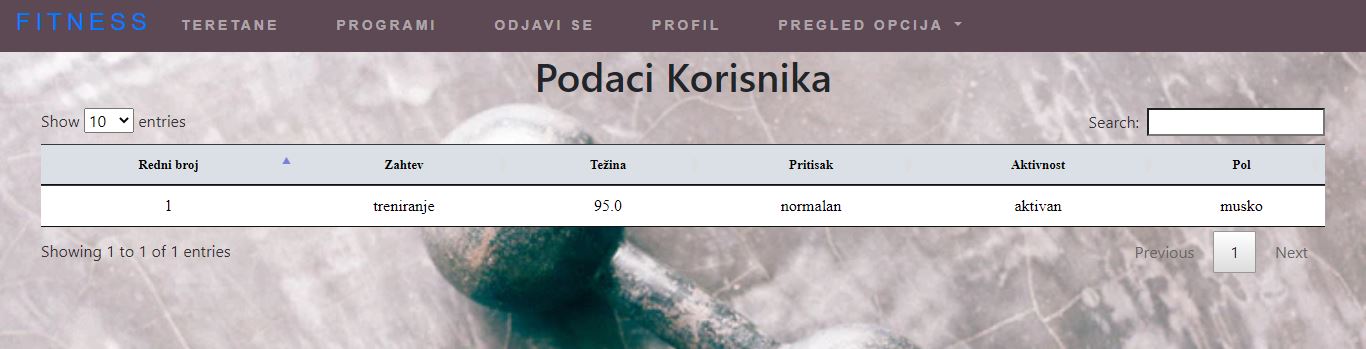 FITNESS TERETANE PROGRAMI ODJAVI SE PROFIL PREGLED OPCIJA
Podaci Korisnika
Show 10 entries Search:
Redni broj Zahtev Težina Pritisak Aktivnost Pol
1 treniranje 95.0 normalan aktivan musko
Showing 1 to 1 of 1 entries Previous 1 Next